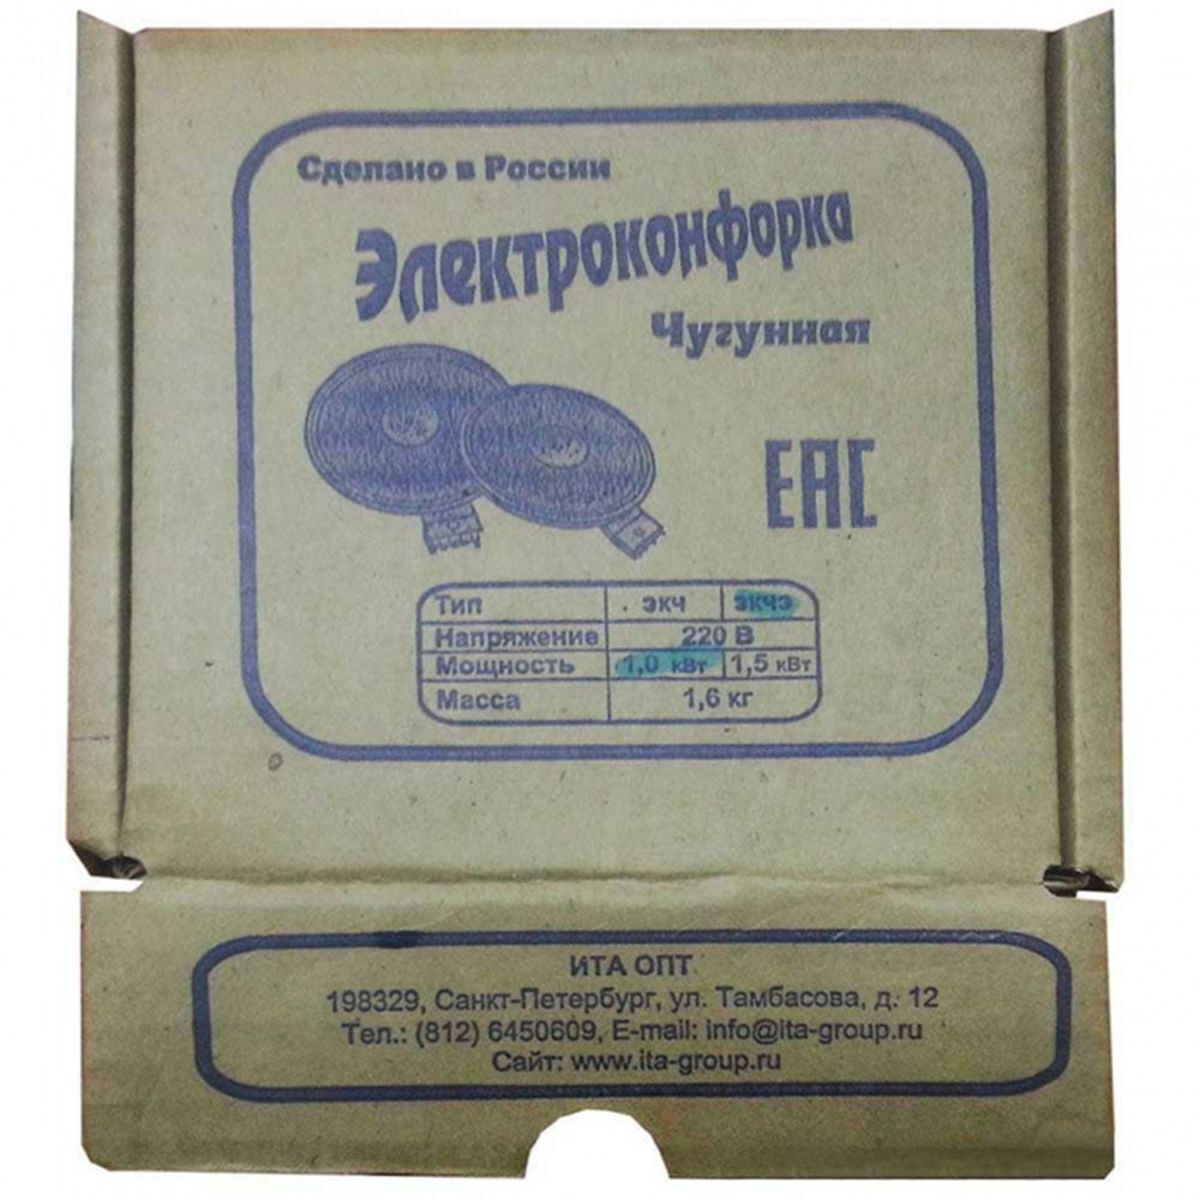 Сделано в России
Электроконфорка
Чугунная
EAC
Тип ЭКЧ ЭКЧЭ
Напряжение 220 В
Мощность 1,0 кВт 1,5 кВт
Масса 1,6 кг
ИТА ОПТ
198329, Санкт-Петербург, ул. Тамбасова, д. 12
Тел.: (812) 6450609, E-mail: info@ita-group.ru
Сайт: www.ita-group.ru